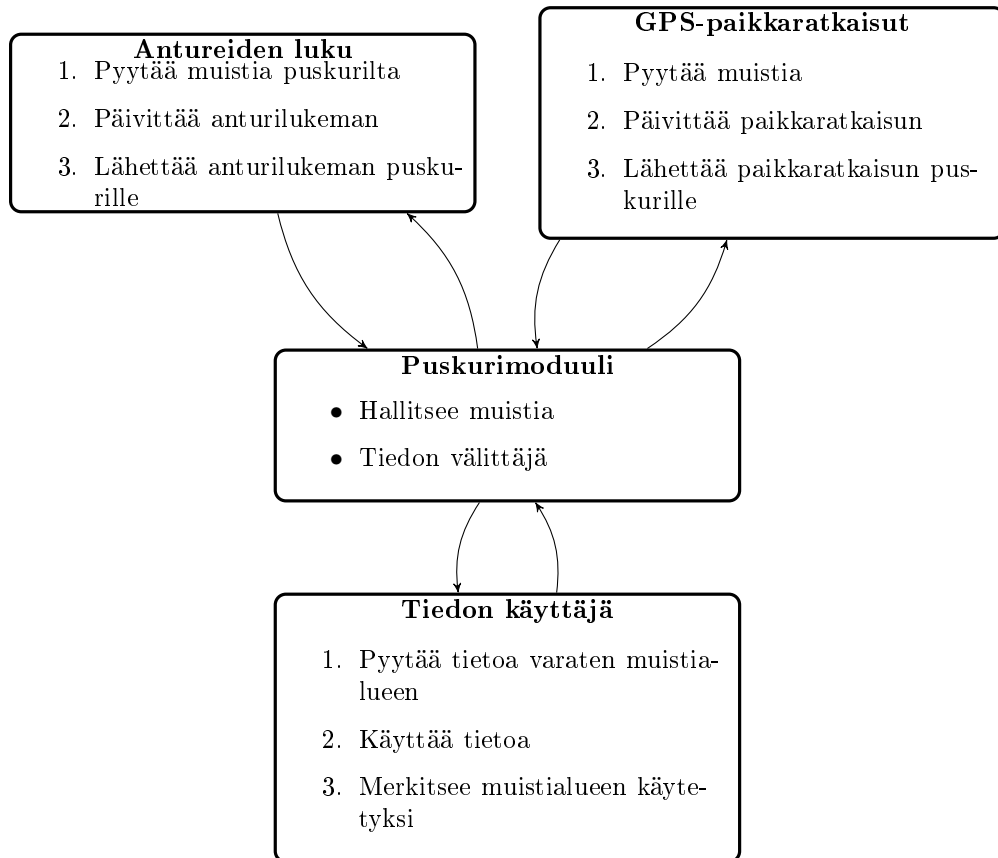 Antureiden luku
1. Pyytää muistia puskurilta
2. Päivittää anturilukeman
3. Lähettää anturilukeman pusku-
rille
GPS-paikkaratkaisut
1. Pyytää muistia
2. Päivittää paikkaratkaisun
3. Lähettää paikkaratkaisun pus-
kurille
Puskurimoduuli
• Hallitsee muistia
• Tiedon välittäjä
Tiedon käyttäjä
1. Pyytää tietoa varaten muistia-
lueen
2. Käyttää tietoa
3. Merkitsee muistialueen käyte-
tyksi